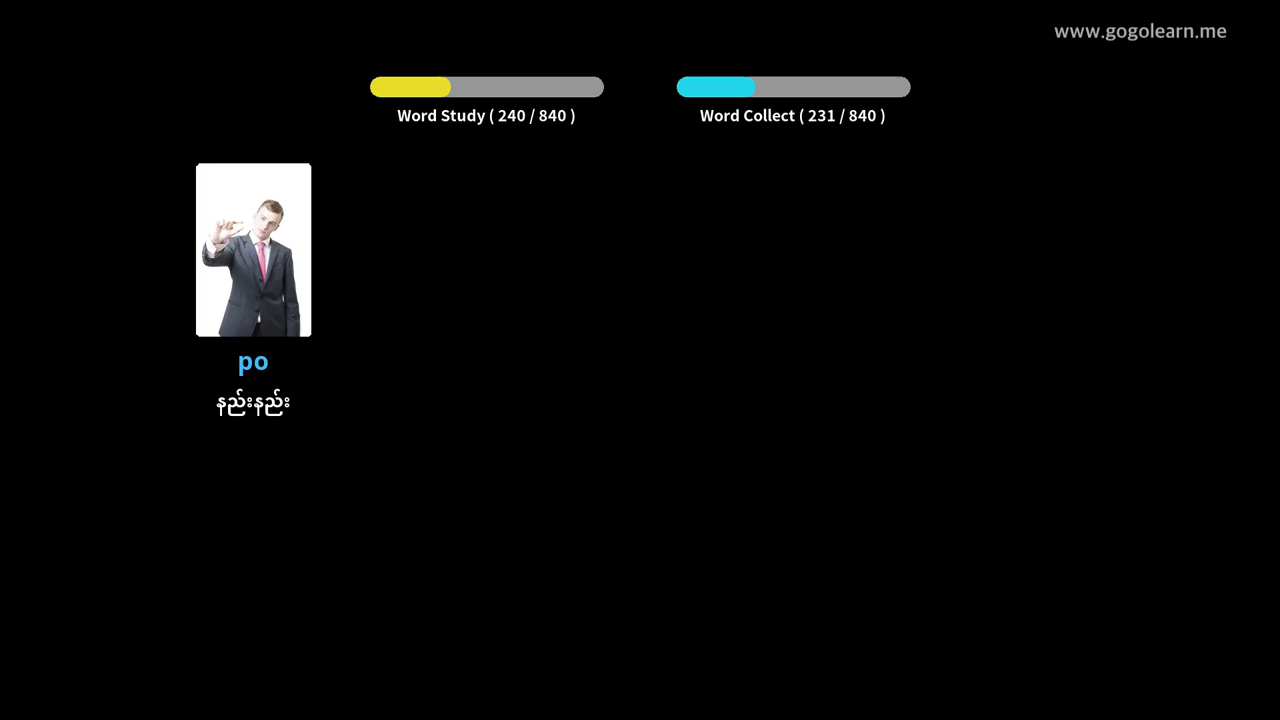 www.gogolearn.me
Word Study ( 240 / 840 )
Word Collect ( 231 / 840 )
po
နည်းနည်း